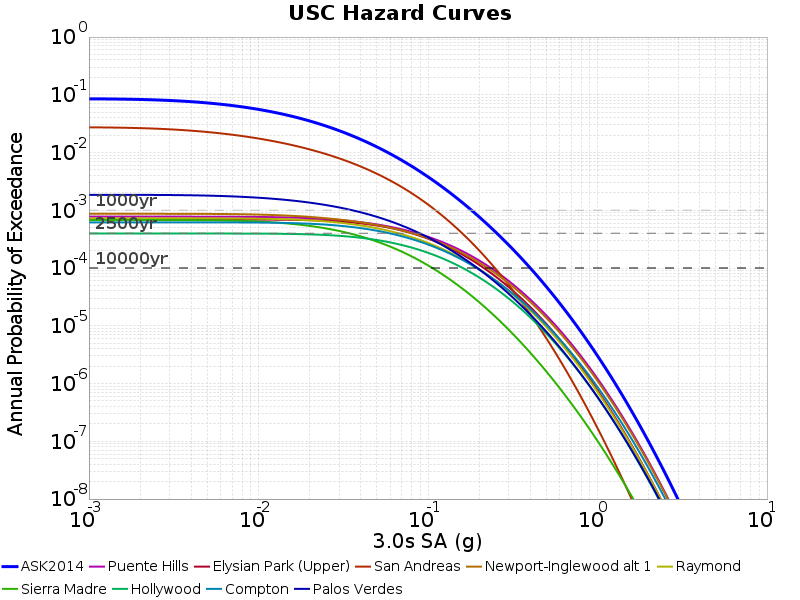 USC Hazard Curves
Annual Probability of Exceedance
10^0
10^-1
10^-2
10^-3
10^-4
10^-5
10^-6
10^-7
10^-8
1000yr
2500yr
10000yr
10^-3 10^-2 10^-1 10^0 10^1
3.0s SA (g)
ASK2014 Puente Hills Elysian Park (Upper) San Andreas Newport-Inglewood alt 1 Raymond
Sierra Madre Hollywood Compton Palos Verdes